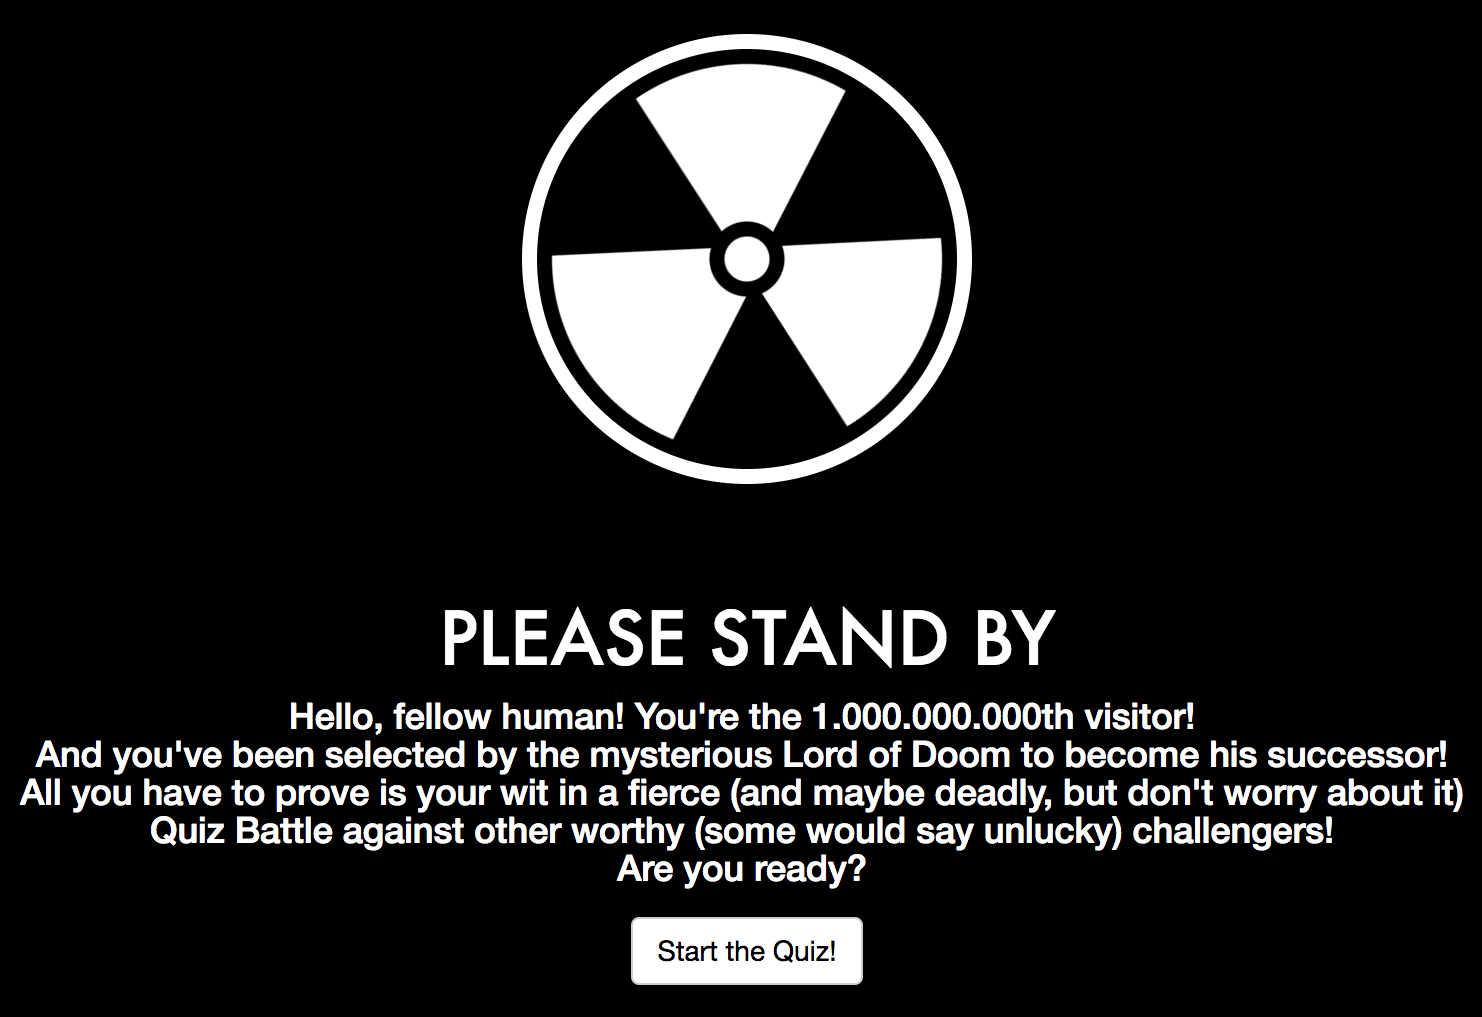 PLEASE STAND BY
Hello, fellow human! You're the 1.000.000.000th visitor!
And you've been selected by the mysterious Lord of Doom to become his successor!
All you have to prove is your wit in a fierce (and maybe deadly, but don't worry about it)
Quiz Battle against other worthy (some would say unlucky) challengers!
Are you ready?
Start the Quiz!